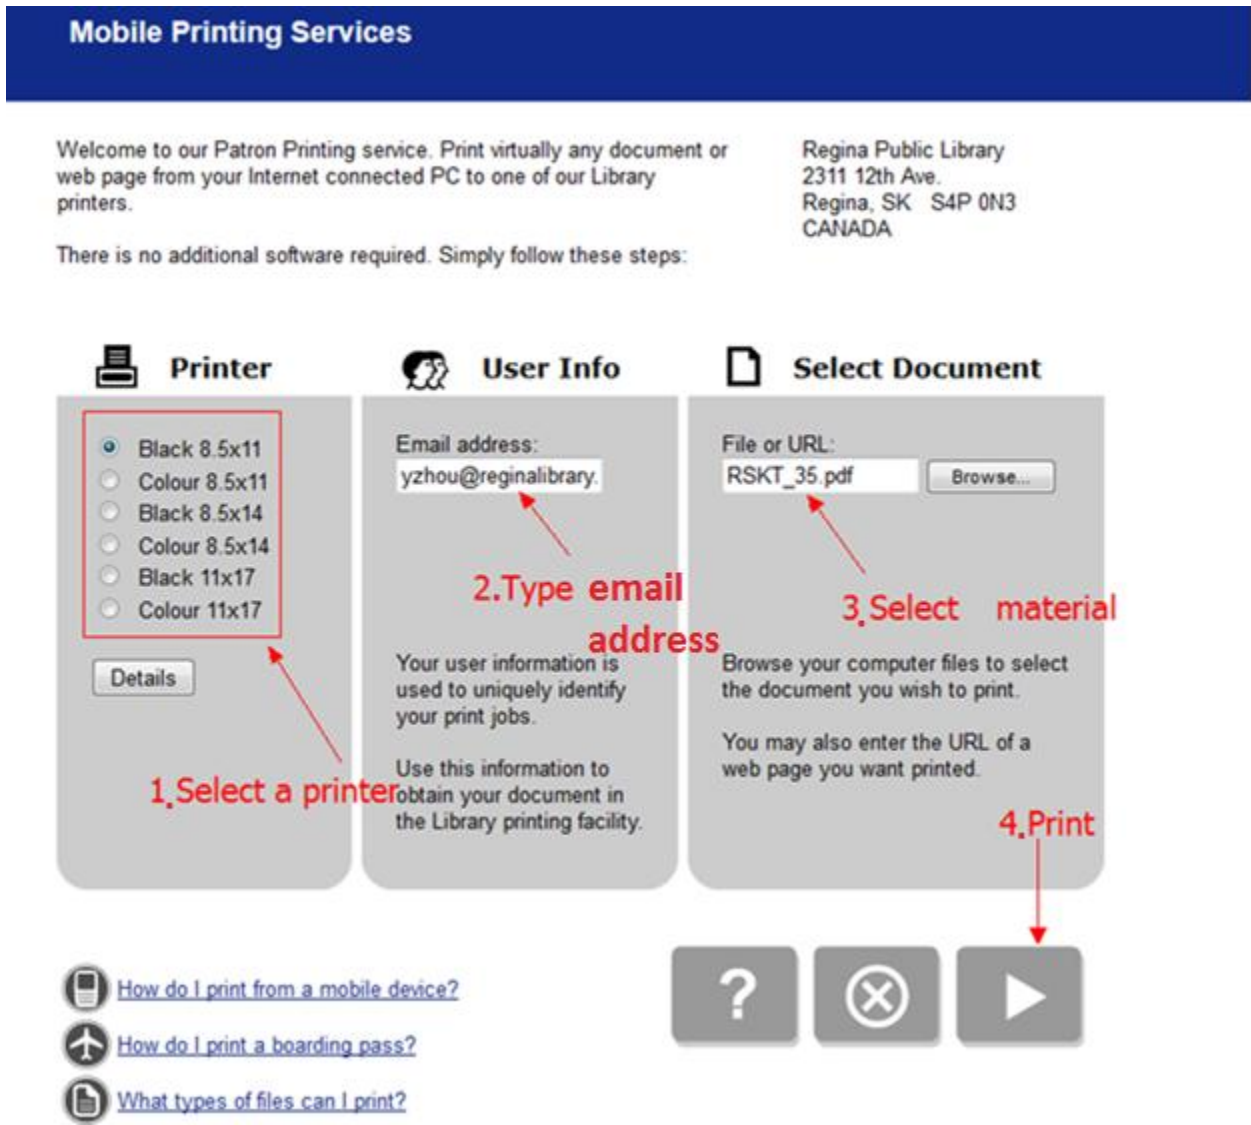 Mobile Printing Services
Welcome to our Patron Printing service. Print virtually any document or
web page from your Internet connected PC to one of our Library
printers.
There is no additional software required. Simply follow these steps:
Regina Public Library
2311 12th Ave.
Regina, SK S4P 0N3
CANADA
Printer
Black 8.5x11
Colour 8.5x11
Black 8.5x14
Colour 8.5x14
Black 11x17
Colour 11x17
Details
1.Select a printer
User Info
Email address:
yzhou@reginalibrary.
2.Type email
address
Your user information is
used to uniquely identify
your print jobs.
Use this information to
obtain your document in
the Library printing facility.
Select Document
File or URL:
RSKT_35.pdf
Browse...
3.Select material
Browse your computer files to select
the document you wish to print.
You may also enter the URL of a
web page you want printed.
4.Print
How do I print from a mobile device?
How do I print a boarding pass?
What types of files can I print?
?